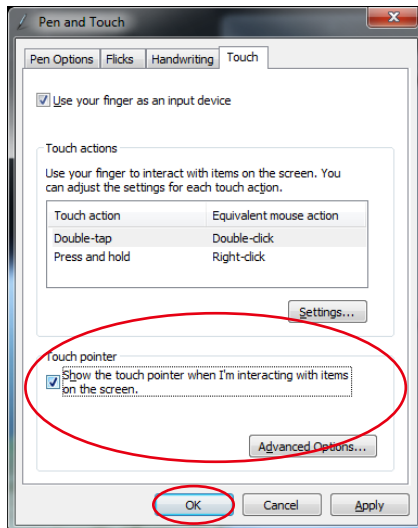 Pen and Touch
Pen Options Flicks Handwriting Touch
Use your finger as an input device
Touch actions
Use your finger to interact with items on the screen. You
can adjust the settings for each touch action.
Touch action Equivalent mouse action
Double-tap Double-click
Press and hold Right-click
Settings...
Touch pointer
Show the touch pointer when I'm interacting with items
on the screen.
Advanced Options...
OK Cancel Apply